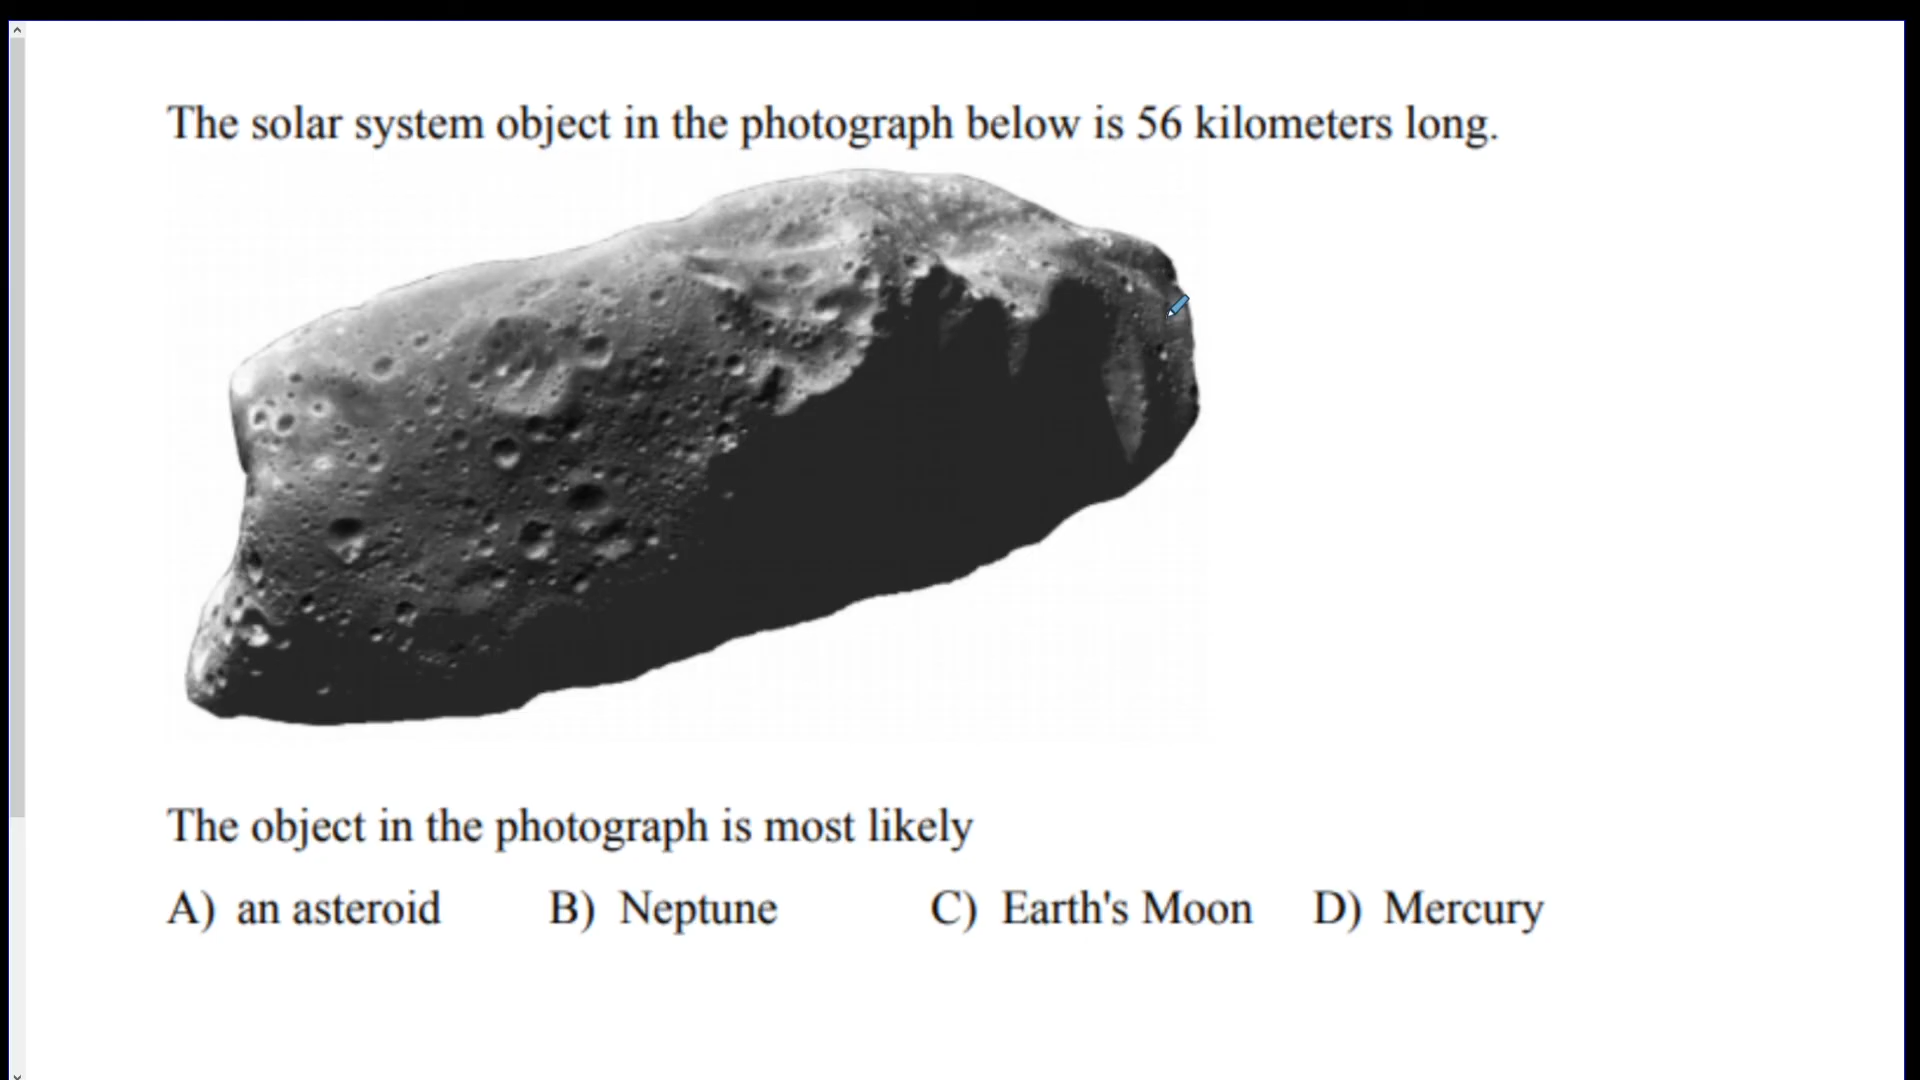 The solar system object in the photograph below is 56 kilometers long.
The object in the photograph is most likely
A) an asteroid B) Neptune C) Earth's Moon D) Mercury